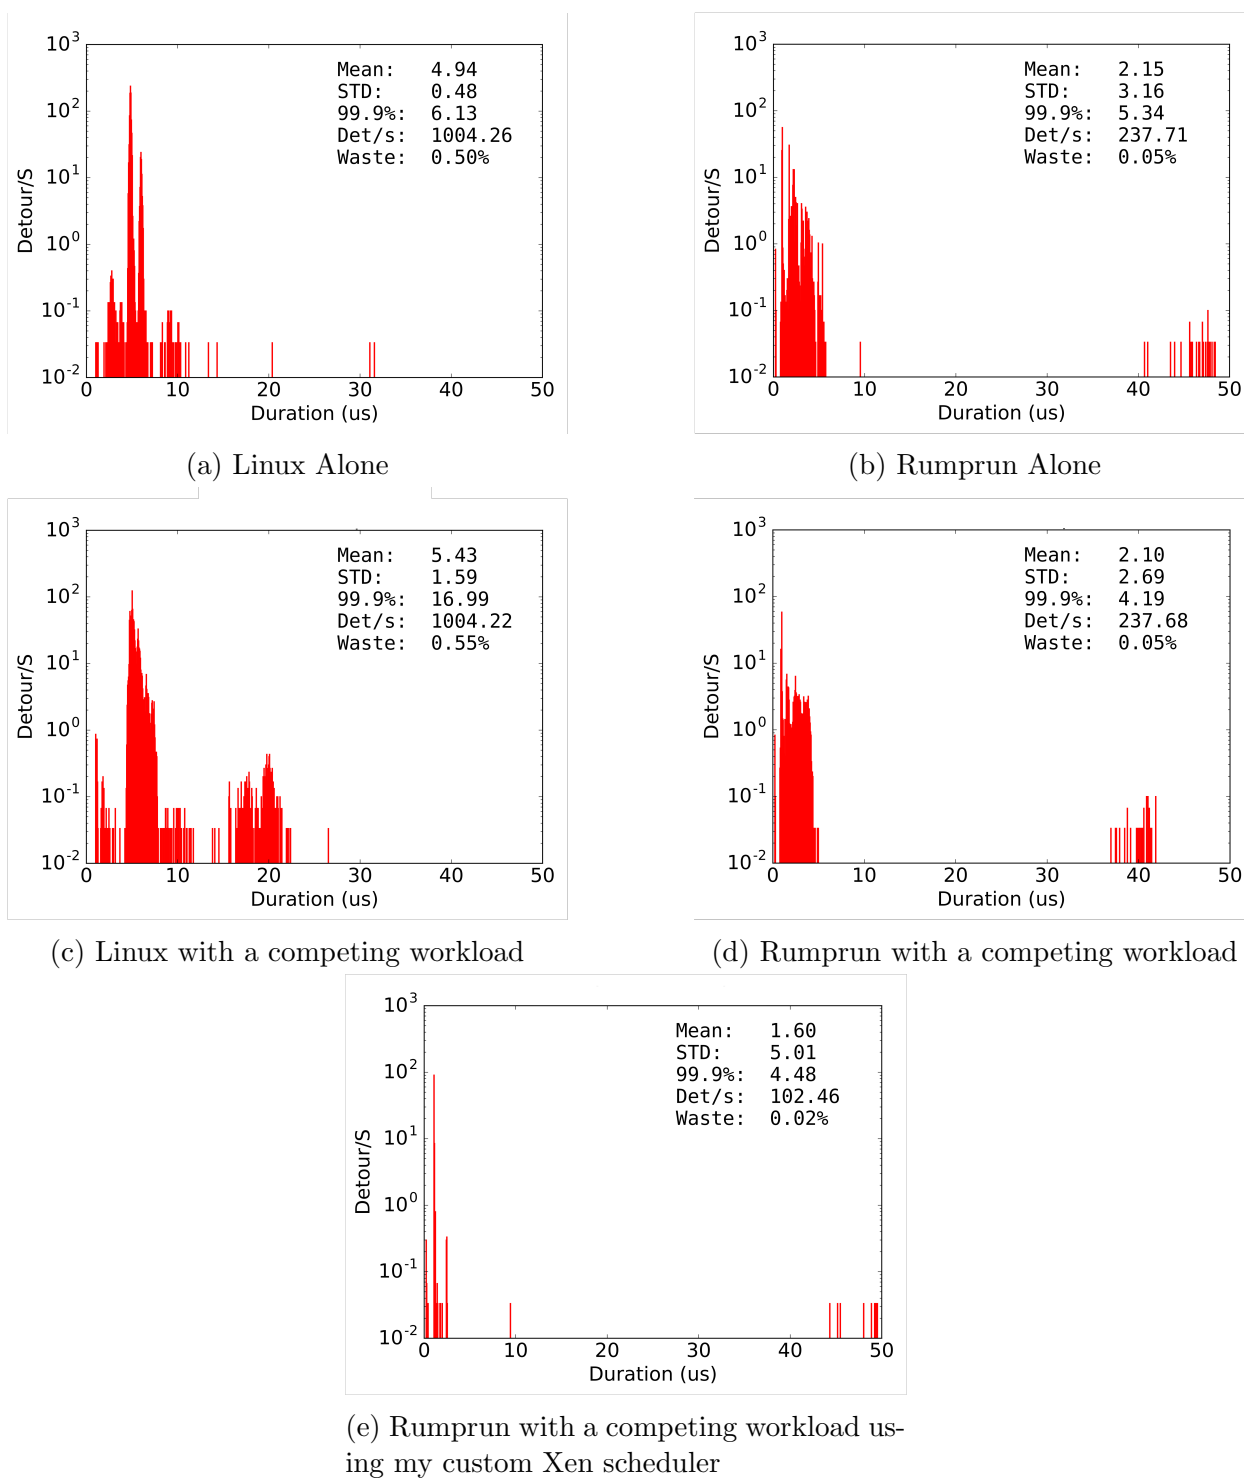 10^3
10^2
10^1
10^0
10^-1
10^-2
Detour/S
Mean: 4.94
STD: 0.48
99.9%: 6.13
Det/s: 1004.26
Waste: 0.50%
0 10 20 30 40 50
Duration (us)
(a) Linux Alone
10^3
10^2
10^1
10^0
10^-1
10^-2
Detour/S
Mean: 2.15
STD: 3.16
99.9%: 5.34
Det/s: 237.71
Waste: 0.05%
0 10 20 30 40 50
Duration (us)
(b) Rumprun Alone
10^3
10^2
10^1
10^0
10^-1
10^-2
Detour/S
Mean: 5.43
STD: 1.59
99.9%: 16.99
Det/s: 1004.22
Waste: 0.55%
0 10 20 30 40 50
Duration (us)
(c) Linux with a competing workload
10^3
10^2
10^1
10^0
10^-1
10^-2
Detour/S
Mean: 2.10
STD: 2.69
99.9%: 4.19
Det/s: 237.68
Waste: 0.05%
0 10 20 30 40 50
Duration (us)
(d) Rumprun with a competing workload
10^3
10^2
10^1
10^0
10^-1
10^-2
Detour/S
Mean: 1.60
STD: 5.01
99.9%: 4.48
Det/s: 102.46
Waste: 0.02%
0 10 20 30 40 50
Duration (us)
(e) Rumprun with a competing workload us-
ing my custom Xen scheduler